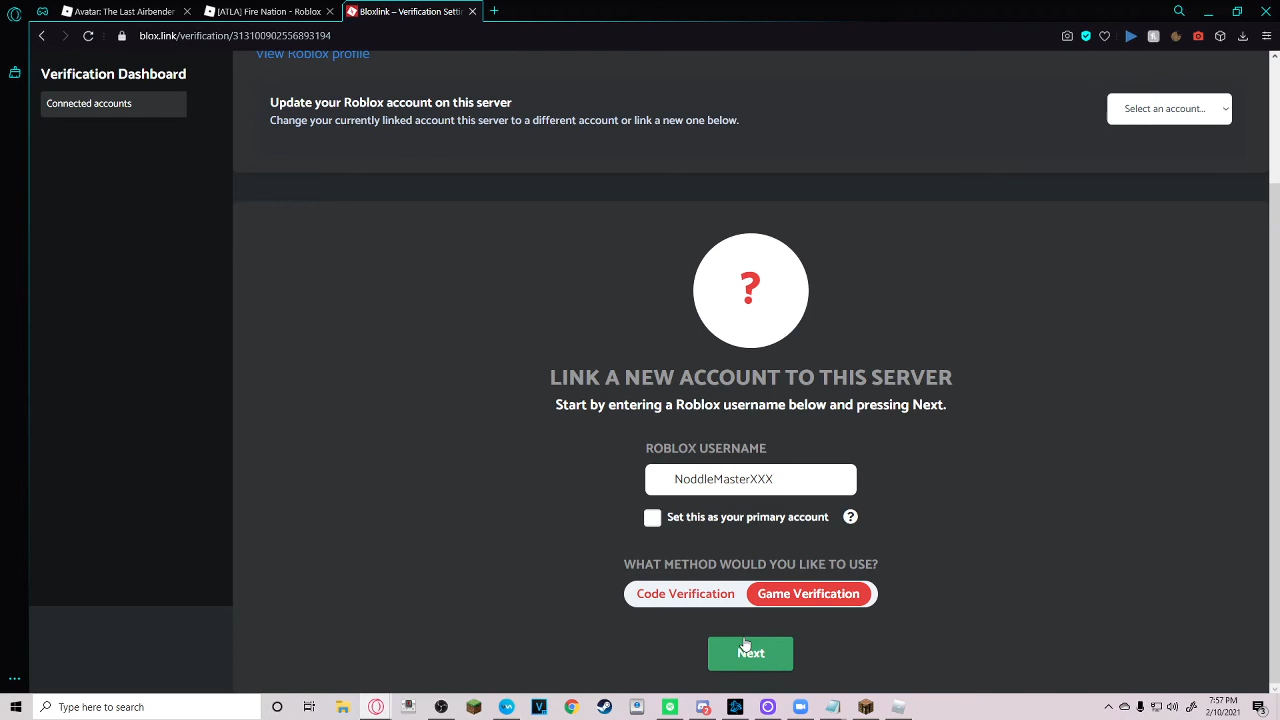 Avatar: The Last Airbender
[ATLA] Fire Nation - Roblox
Bloxlink – Verification Settin
blox.link/verification/313100902556893194
View Roblox profile
Verification Dashboard
Connected accounts
Update your Roblox account on this server
Change your currently linked account this server to a different account or link a new one below.
Select an account...
?
LINK A NEW ACCOUNT TO THIS SERVER
Start by entering a Roblox username below and pressing Next.
ROBLOX USERNAME
NoddleMasterXXX
Set this as your primary account ?
WHAT METHOD WOULD YOU LIKE TO USE?
Code Verification Game Verification
Next
Type here to search
7:57 PM
2/10/2021
3